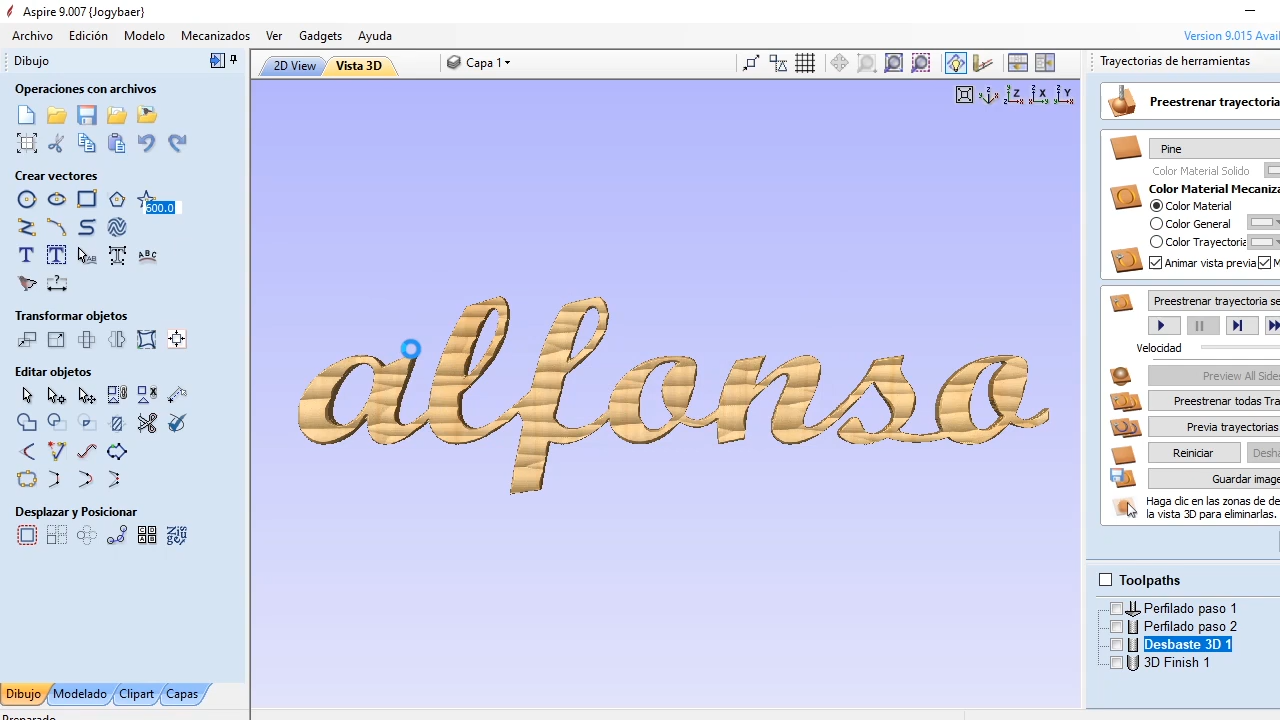 Aspire 9.007 {Jogybaer}
Archivo Edición Modelo Mecanizados Ver Gadgets Ayuda
Version 9.015 Avail
Dibujo
2D View Vista 3D Capa 1
Trayectorias de herramientas
Operaciones con archivos
Z X Y
Preestrenar trayectoria
Pine
Color Material Solido
Crear vectores
Color Material Mecaniza
Color Material
600.0
Color General
Color Trayectoria
Animar vista previa M
Preestrenar trayectoria se
Transformar objetos
Velocidad
Editar objetos
Preview All Sides
Preestrenar todas Tra
Previa trayectorias
Reiniciar Desha
Guardar image
Haga clic en las zonas de de
la vista 3D para eliminarlas.
alfonso
Desplazar y Posicionar
Toolpaths
Perfilado paso 1
Perfilado paso 2
Desbaste 3D 1
3D Finish 1
Dibujo Modelado Clipart Capas
Preparado